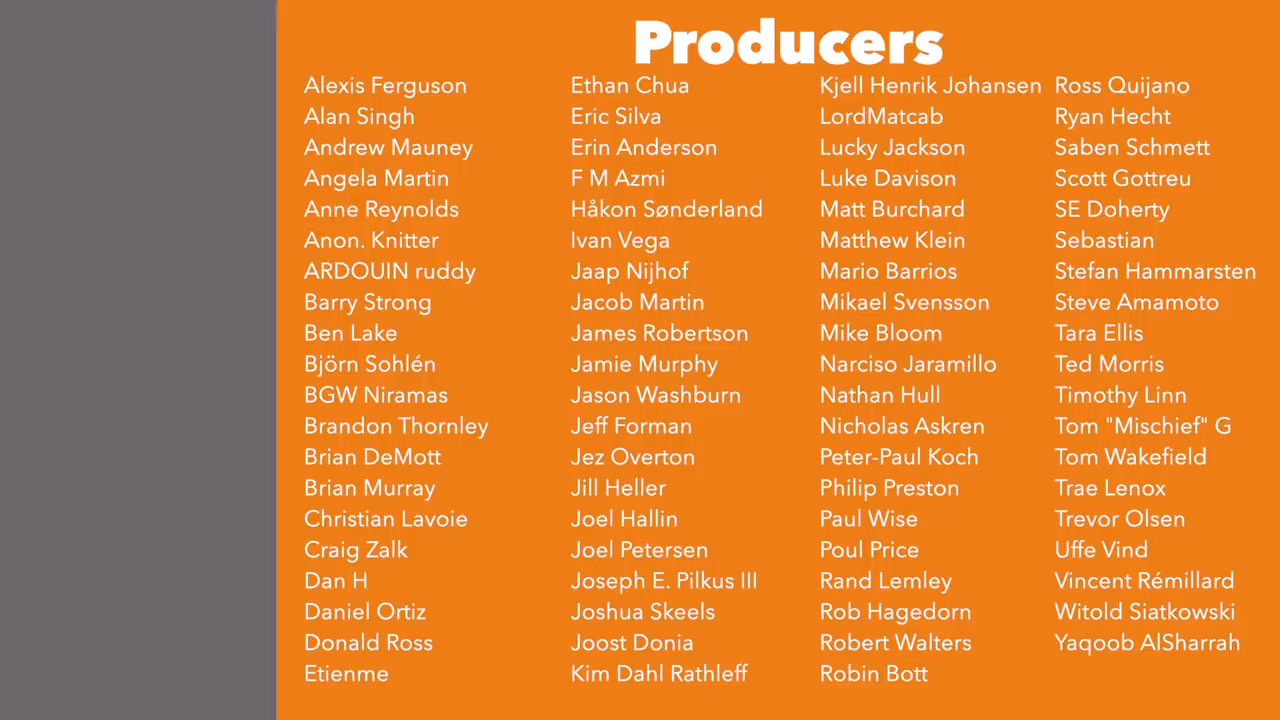 Producers
Alexis Ferguson
Alan Singh
Andrew Mauney
Angela Martin
Anne Reynolds
Anon. Knitter
ARDOUIN ruddy
Barry Strong
Ben Lake
Björn Sohlén
BGW Niramas
Brandon Thornley
Brian DeMott
Brian Murray
Christian Lavoie
Craig Zalk
Dan H
Daniel Ortiz
Donald Ross
Etienme
Ethan Chua
Eric Silva
Erin Anderson
F M Azmi
Håkon Sønderland
Ivan Vega
Jaap Nijhof
Jacob Martin
James Robertson
Jamie Murphy
Jason Washburn
Jeff Forman
Jez Overton
Jill Heller
Joel Hallin
Joel Petersen
Joseph E. Pilkus III
Joshua Skeels
Joost Donia
Kim Dahl Rathleff
Kjell Henrik Johansen
LordMatcab
Lucky Jackson
Luke Davison
Matt Burchard
Matthew Klein
Mario Barrios
Mikael Svensson
Mike Bloom
Narciso Jaramillo
Nathan Hull
Nicholas Askren
Peter-Paul Koch
Philip Preston
Paul Wise
Poul Price
Rand Lemley
Rob Hagedorn
Robert Walters
Robin Bott
Ross Quijano
Ryan Hecht
Saben Schmett
Scott Gottreu
SE Doherty
Sebastian
Stefan Hammarsten
Steve Amamoto
Tara Ellis
Ted Morris
Timothy Linn
Tom "Mischief" G
Tom Wakefield
Trae Lenox
Trevor Olsen
Uffe Vind
Vincent Rémillard
Witold Siatkowski
Yaqoob AlSharrah